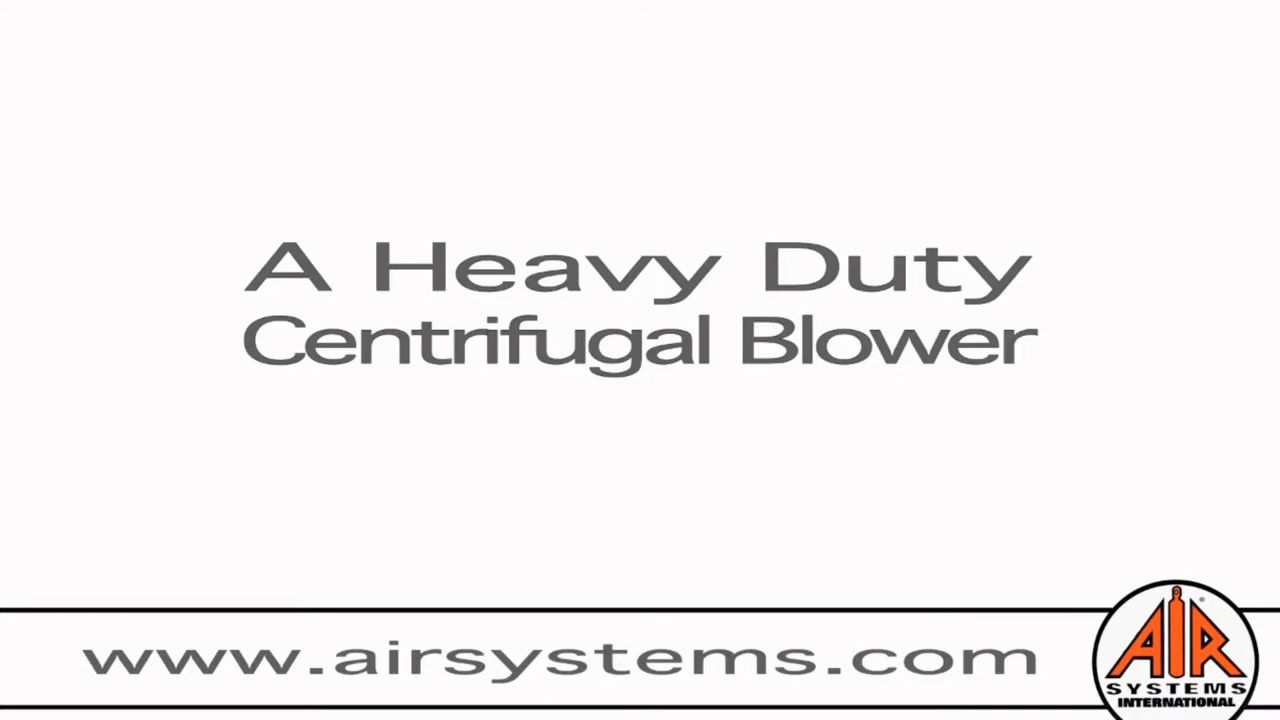 A Heavy Duty
Centrifugal Blower
www.airsystems.com
AIR
SYSTEMS
INTERNATIONAL